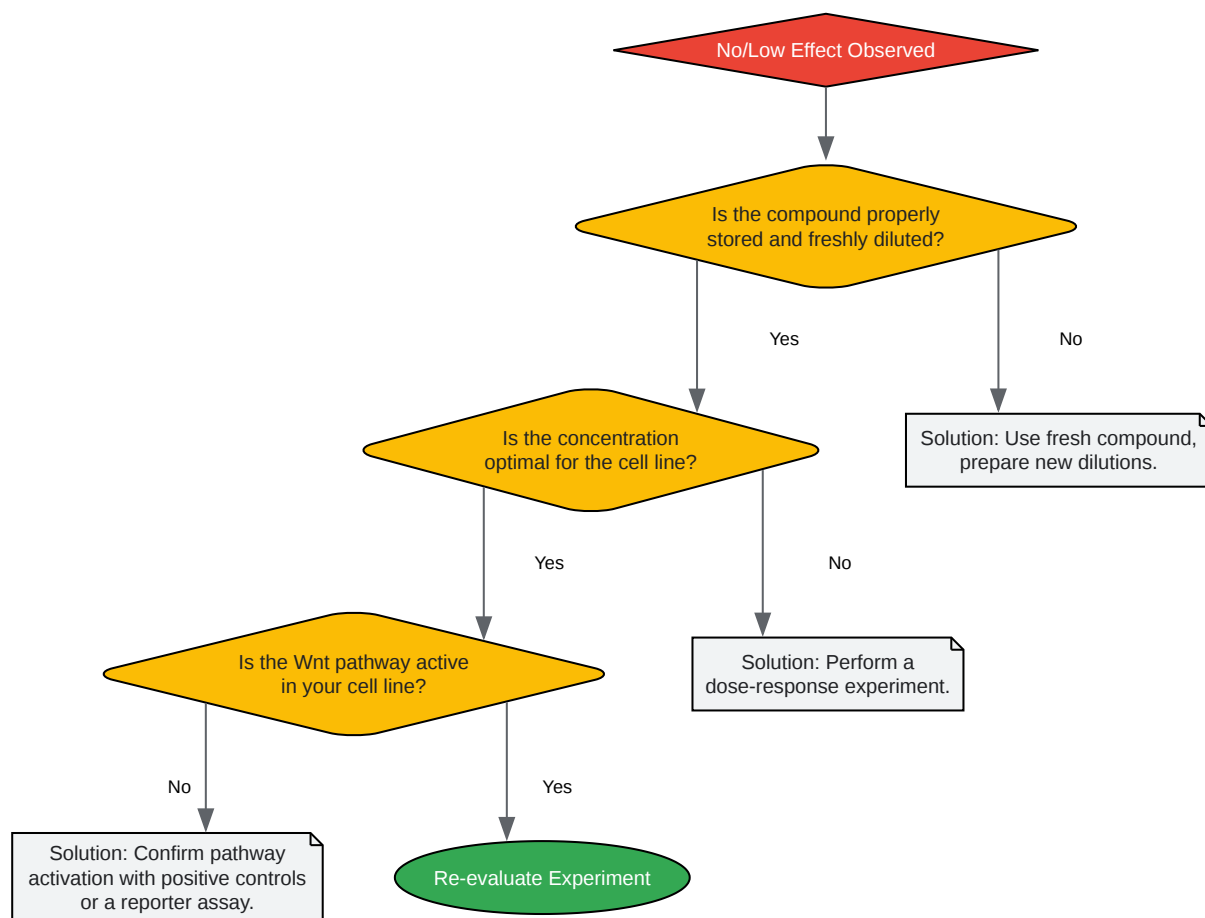 No/Low Effect Observed
Is the compound properly
stored and freshly diluted?
Yes
No
Is the concentration
optimal for the cell line?
Solution: Use fresh compound,
prepare new dilutions.
Yes
No
Is the Wnt pathway active
in your cell line?
Solution: Perform a
dose-response experiment.
No
Yes
Solution: Confirm pathway
activation with positive controls
or a reporter assay.
Re-evaluate Experiment